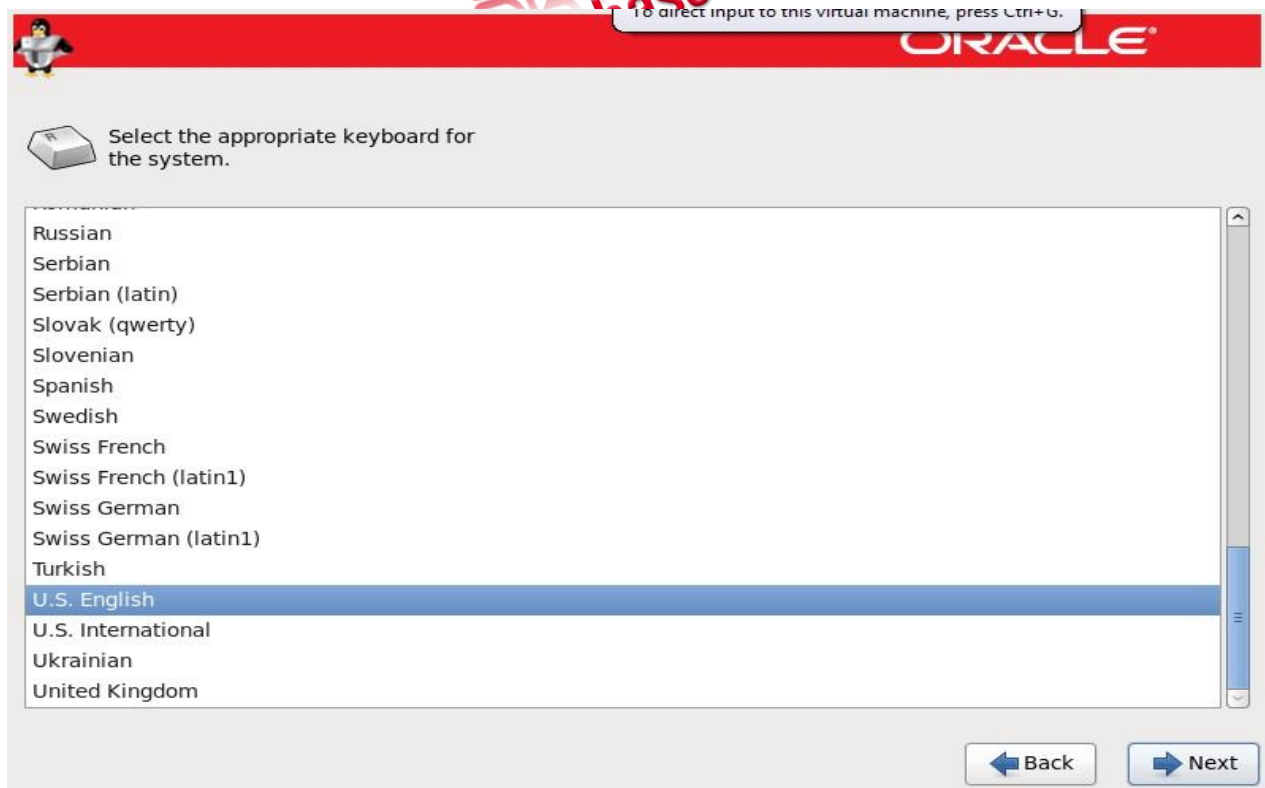 To direct input to this virtual machine, press Ctrl+G.
ORACLE
Select the appropriate keyboard for
the system.
Russian
Serbian
Serbian (latin)
Slovak (qwerty)
Slovenian
Spanish
Swedish
Swiss French
Swiss French (latin1)
Swiss German
Swiss German (latin1)
Turkish
U.S. English
U.S. International
Ukrainian
United Kingdom
Back
Next